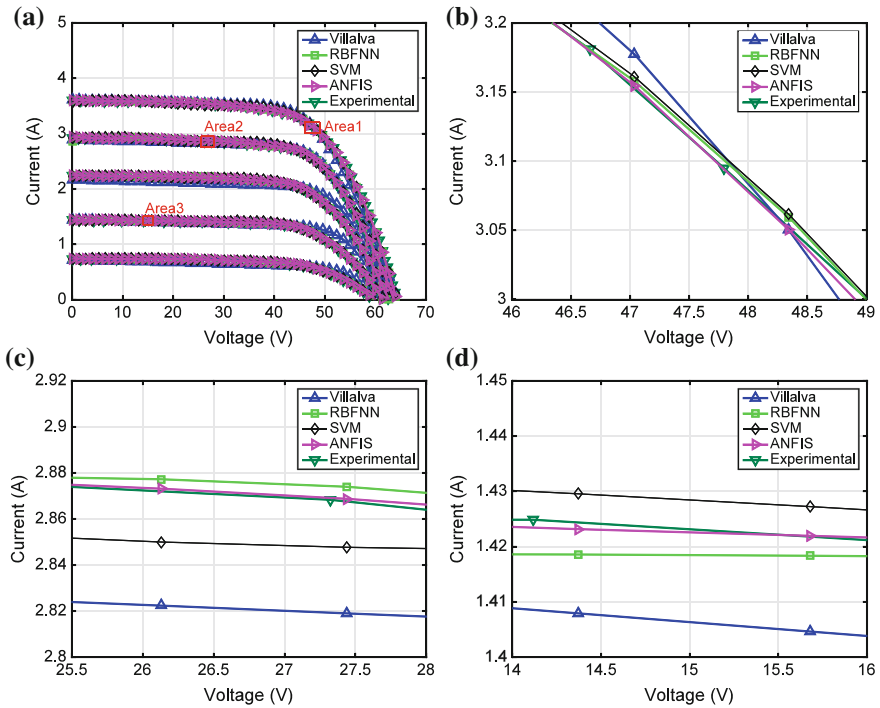 (a)
5
4
3
2
1
0
0
10
20
30
40
50
60
70
Current (A)
Voltage (V)
Villalva
RBFNN
SVM
ANFIS
Experimental
Area2
Area1
Area3
(b)
3.2
3.15
3.1
3.05
3
46
46.5
47
47.5
48
48.5
49
Current (A)
Voltage (V)
Villalva
RBFNN
SVM
ANFIS
Experimental
(c)
2.92
2.9
2.88
2.86
2.84
2.82
2.8
25.5
26
26.5
27
27.5
28
Current (A)
Voltage (V)
Villalva
RBFNN
SVM
ANFIS
Experimental
(d)
1.45
1.44
1.43
1.42
1.41
1.4
14
14.5
15
15.5
16
Current (A)
Voltage (V)
Villalva
RBFNN
SVM
ANFIS
Experimental